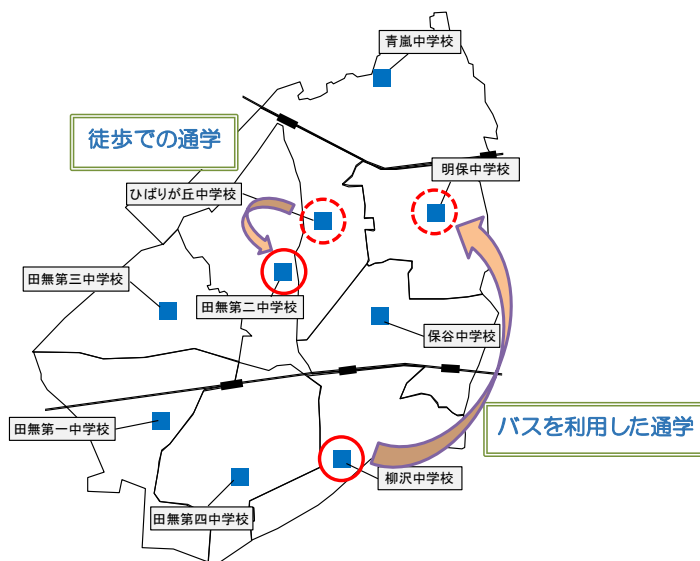 青嵐中学校
徒歩での通学
明保中学校
ひばりが丘中学校
田無第三中学校
田無第二中学校
保谷中学校
田無第一中学校
バスを利用した通学
柳沢中学校
田無第四中学校